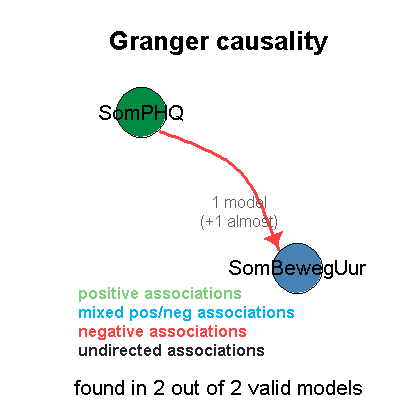 Granger causality
SomPHQ
1 model
(+1 almost)
SomBewegUur
positive associations
mixed pos/neg associations
negative associations
undirected associations
found in 2 out of 2 valid models